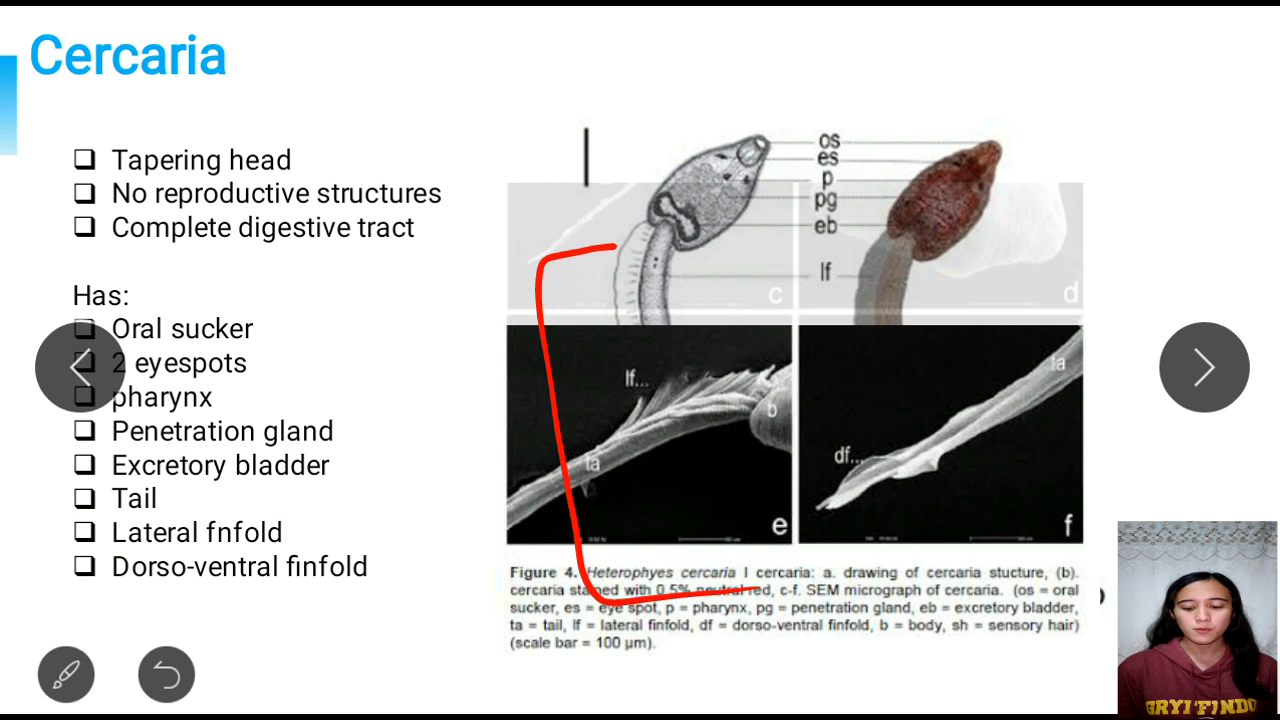 Cercaria
Tapering head
No reproductive structures
Complete digestive tract
Has:
Oral sucker
2 eyespots
pharynx
Penetration gland
Excretory bladder
Tail
Lateral fnfold
Dorso-ventral finfold
os
es
p
pg
eb
lf
c
d
lf...
b
ta
e
la
df...
f
Figure 4. Heterophyes cercaria I cercaria: a. drawing of cercaria stucture, (b).
cercaria stained with 0.5% neutral red, c-f. SEM micrograph of cercaria. (os = oral
sucker, es = eye spot, p = pharynx, pg = penetration gland, eb = excretory bladder,
ta = tail, lf = lateral finfold, df = dorso-ventral finfold, b = body, sh = sensory hair)
(scale bar = 100 µm).
GRYFFINDO